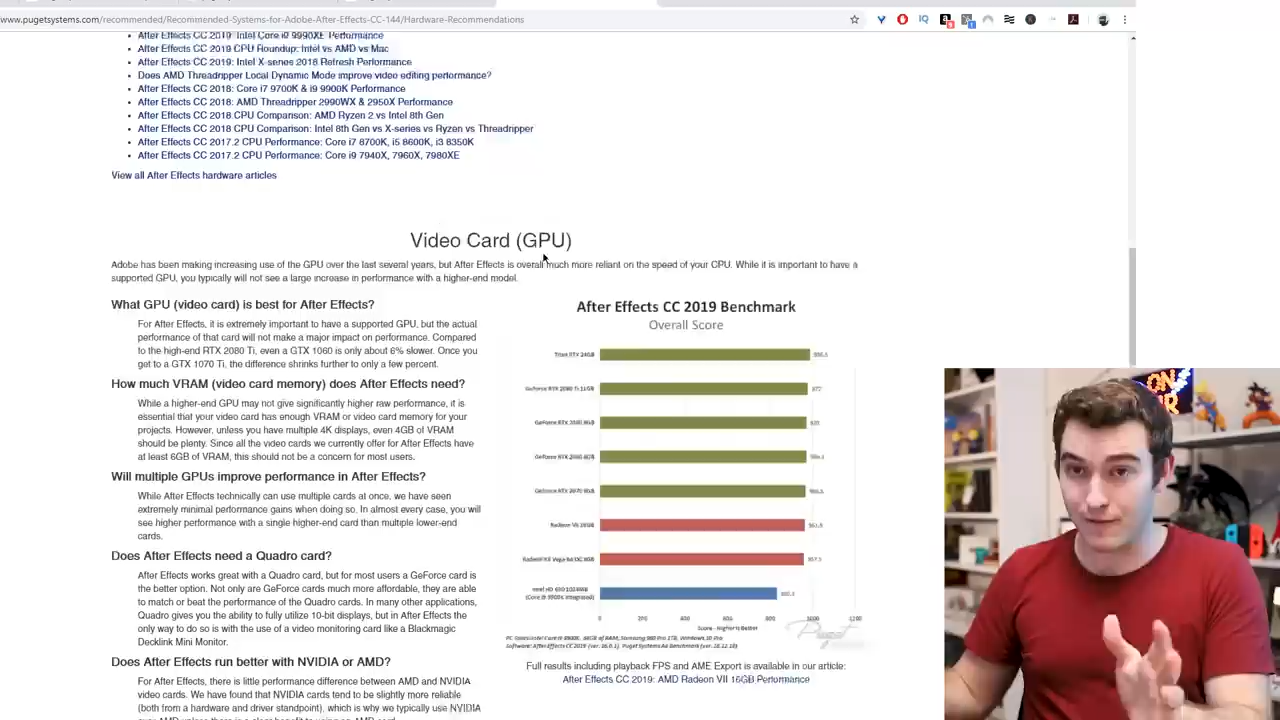 www.pugetsystems.com/recommended/Recommended-Systems-for-Adobe-After-Effects-CC-144/Hardware-Recommendations
After Effects CC 2019 Intel Core i9 9990XE Performance
After Effects CC 2019 CPU Roundup: Intel vs AMD vs Mac
After Effects CC 2019: Intel X-series 2018 Refresh Performance
Does AMD Threadripper Local Dynamic Mode improve video editing performance?
After Effects CC 2018: Core i7 9700K & i9 9900K Performance
After Effects CC 2018: AMD Threadripper 2990WX & 2950X Performance
After Effects CC 2018 CPU Comparison: AMD Ryzen 2 vs Intel 8th Gen
After Effects CC 2018 CPU Comparison: Intel 8th Gen vs X-series vs Ryzen vs Threadripper
After Effects CC 2017.2 CPU Performance: Core i7 8700K, i5 8600K, i3 8350K
After Effects CC 2017.2 CPU Performance: Core i9 7940X, 7960X, 7980XE
View all After Effects hardware articles
Video Card (GPU)
Adobe has been making increasing use of the GPU over the last several years, but After Effects is overall much more reliant on the speed of your CPU. While it is important to have a
supported GPU, you typically will not see a large increase in performance with a higher-end model.
What GPU (video card) is best for After Effects?
For After Effects, it is extremely important to have a supported GPU, but the actual
performance of that card will not make a major impact on performance. Compared
to the high-end RTX 2080 Ti, even a GTX 1060 is only about 6% slower. Once you
get to a GTX 1070 Ti, the difference shrinks further to only a few percent.
How much VRAM (video card memory) does After Effects need?
While a higher-end GPU may not give significantly higher raw performance, it is
essential that your video card has enough VRAM or video card memory for your
projects. However, unless you have multiple 4K displays, even 4GB of VRAM
should be plenty. Since all the video cards we currently offer for After Effects have
at least 6GB of VRAM, this should not be a concern for most users.
Will multiple GPUs improve performance in After Effects?
While After Effects technically can use multiple cards at once, we have seen
extremely minimal performance gains when doing so. In almost every case, you will
see higher performance with a single higher-end card than multiple lower-end
cards.
Does After Effects need a Quadro card?
After Effects works great with a Quadro card, but for most users a GeForce card is
the better option. Not only are GeForce cards much more affordable, they are able
to match or beat the performance of the Quadro cards. In many other applications,
Quadro gives you the ability to fully utilize 10-bit displays, but in After Effects the
only way to do so is with the use of a video monitoring card like a Blackmagic
Decklink Mini Monitor.
Does After Effects run better with NVIDIA or AMD?
For After Effects, there is little performance difference between AMD and NVIDIA
video cards. We have found that NVIDIA cards tend to be slightly more reliable
(both from a hardware and driver standpoint), which is why we typically use NVIDIA
After Effects CC 2019 Benchmark
Overall Score
Titan RTX 24GB
GeForce RTX 2080 Ti 11GB
GeForce RTX 2080 8GB
GeForce RTX 2070 8GB
Radeon VII 16GB
Intel HD 630
(Core i9 9900K Integrated)
0 200 400 600 800 1000 1200
Score - Higher is Better
Puget
Full results including playback FPS and AME Export is available in our article:
After Effects CC 2019: AMD Radeon VII 16GB Performance
ON
AIR